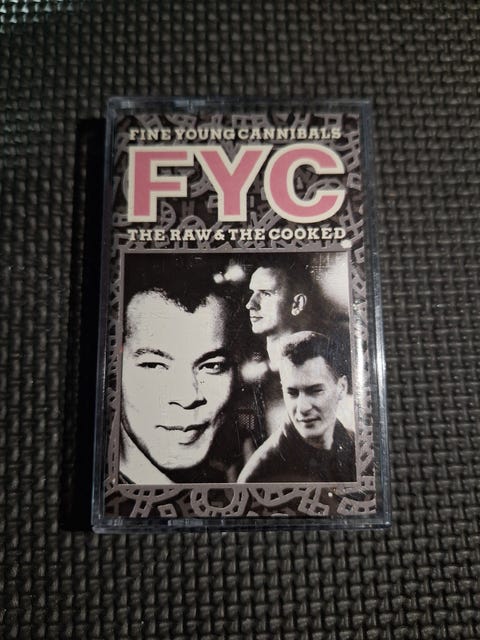 FINE YOUNG CANNIBALS
FYC
THE RAW & THE COOKED